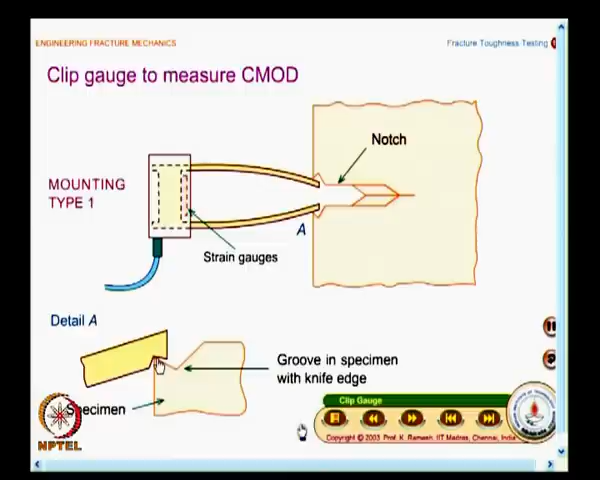 ENGINEERING FRACTURE MECHANICS
Fracture Toughness Testing
Clip gauge to measure CMOD
Notch
MOUNTING
TYPE 1
A
Strain gauges
Detail A
Groove in specimen
with knife edge
Specimen
Clip Gauge
Copyright © 2003 Prof. K. Ramesh, IIT Madras, Chennai, India
NPTEL